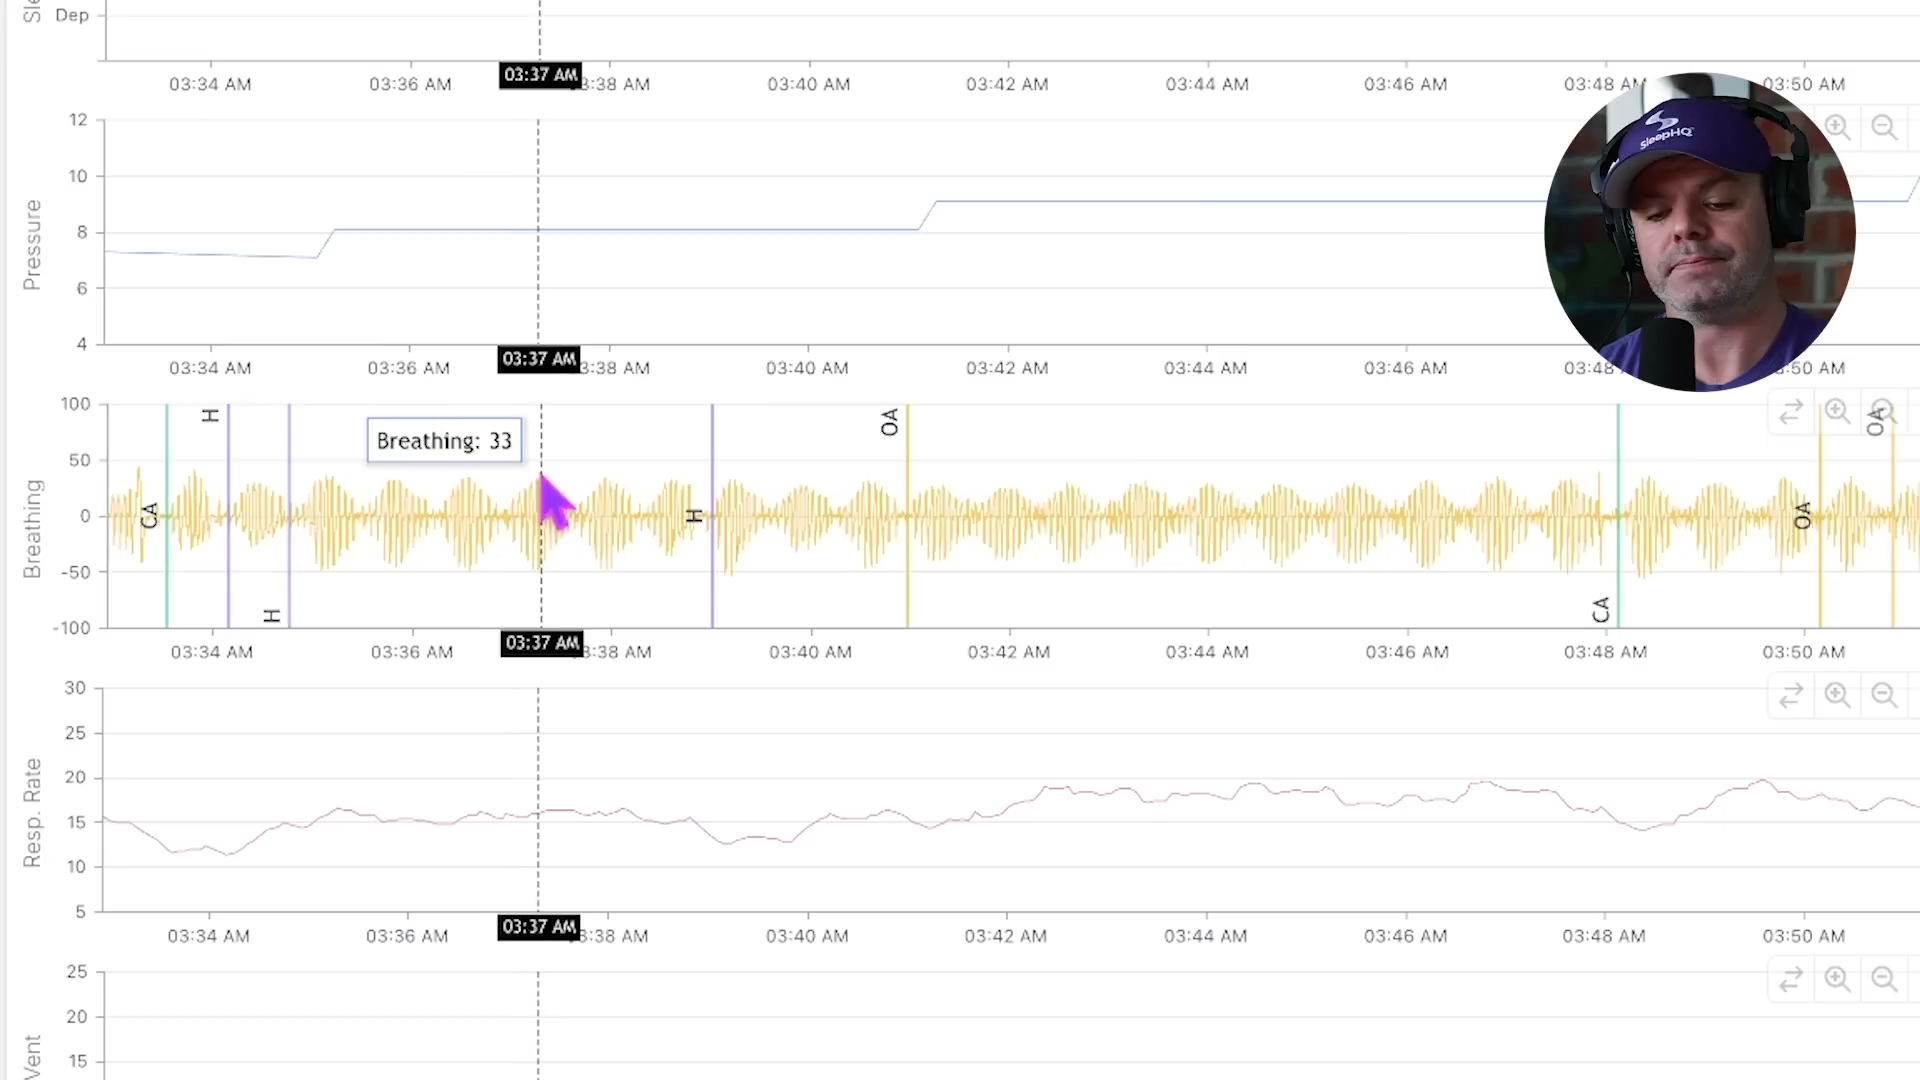 Sle
Dep
03:34 AM 03:36 AM 03:37 AM 3:38 AM 03:40 AM 03:42 AM 03:44 AM 03:46 AM 03:48 AM 03:50 AM
SleepHQ
Pressure
12
10
8
6
4
03:34 AM 03:36 AM 03:37 AM 3:38 AM 03:40 AM 03:42 AM 03:44 AM 03:46 AM 03:48 :50 AM
Breathing
100
50
0
-50
-100
CA
H
H
Breathing: 33
H
OA
CA
OA
OA
03:34 AM 03:36 AM 03:37 AM 3:38 AM 03:40 AM 03:42 AM 03:44 AM 03:46 AM 03:48 AM 03:50 AM
Resp. Rate
30
25
20
15
10
5
03:34 AM 03:36 AM 03:37 AM 3:38 AM 03:40 AM 03:42 AM 03:44 AM 03:46 AM 03:48 AM 03:50 AM
Vent
25
20
15